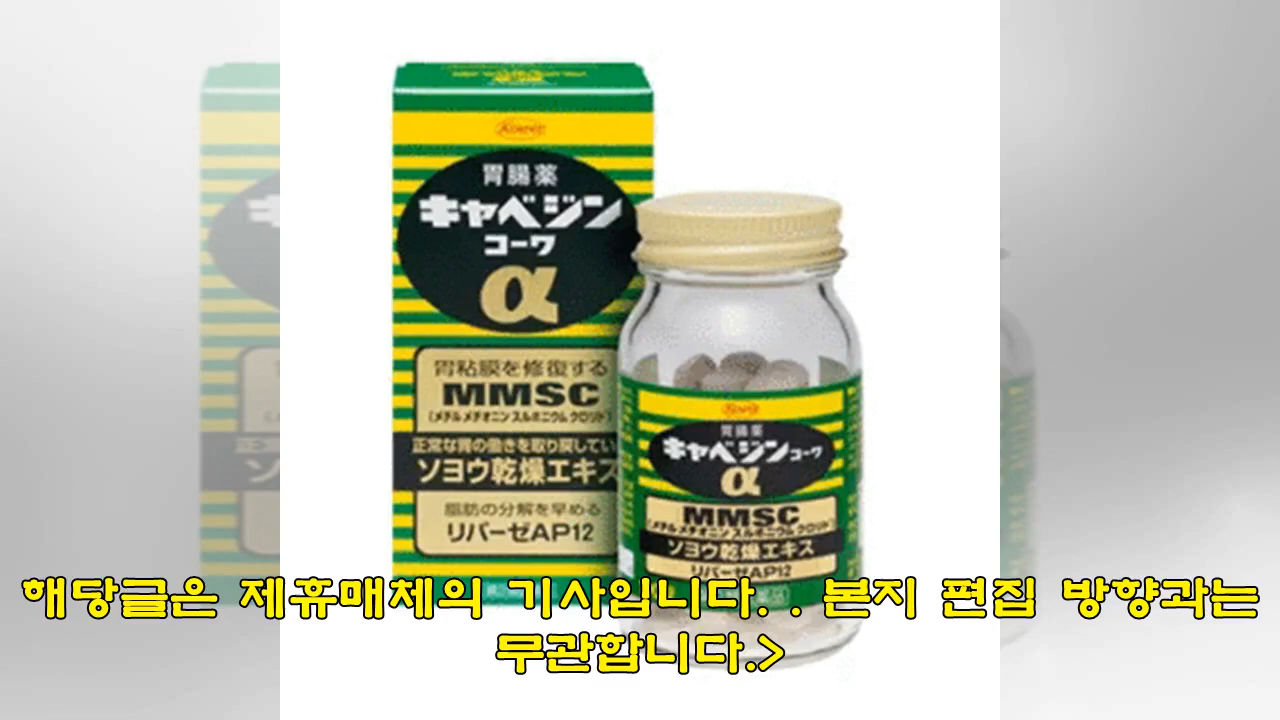 Kowa
胃腸薬
キャベジン
コーワ
α
胃粘膜を修復する
MMSC
(メチルメチオニンスルホニウムクロリド)
正常な胃の働きを取り戻してい
ソヨウ乾燥エキス
脂肪の分解を早める
リパーゼAP12
Kowa
胃腸薬
キャベジンコーワ
α
MMSC
(メチルメチオニンスルホニウムクロリド)
ソヨウ乾燥エキス
リパーゼAP12
해당글은 제휴매체의 기사입니다. . 본지 편집 방향과는
무관합니다.>